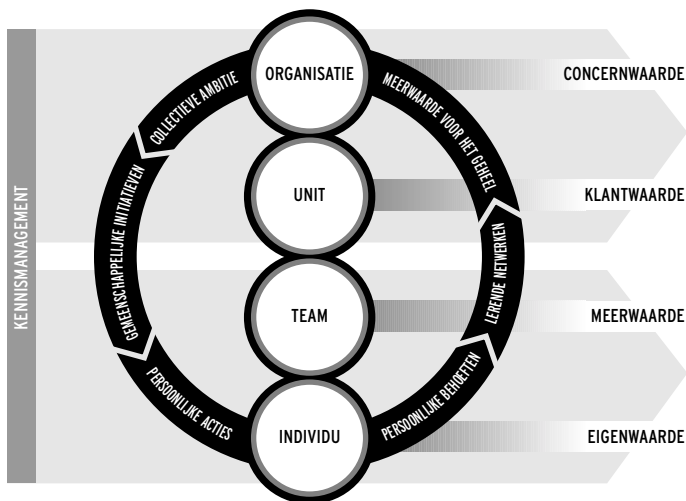 KENNISMANAGEMENT
ORGANISATIE
UNIT
TEAM
INDIVIDU
COLLECTIEVE AMBITIE
GEMEENSCHAPPELIJKE INITIATIEVEN
PERSOONLIJKE ACTIES
PERSOONLIJKE BEHOEFTEN
LERENDE NETWERKEN
MEERWAARDE VOOR HET GEHEEL
CONCERNWAARDE
KLANTWAARDE
MEERWAARDE
EIGENWAARDE